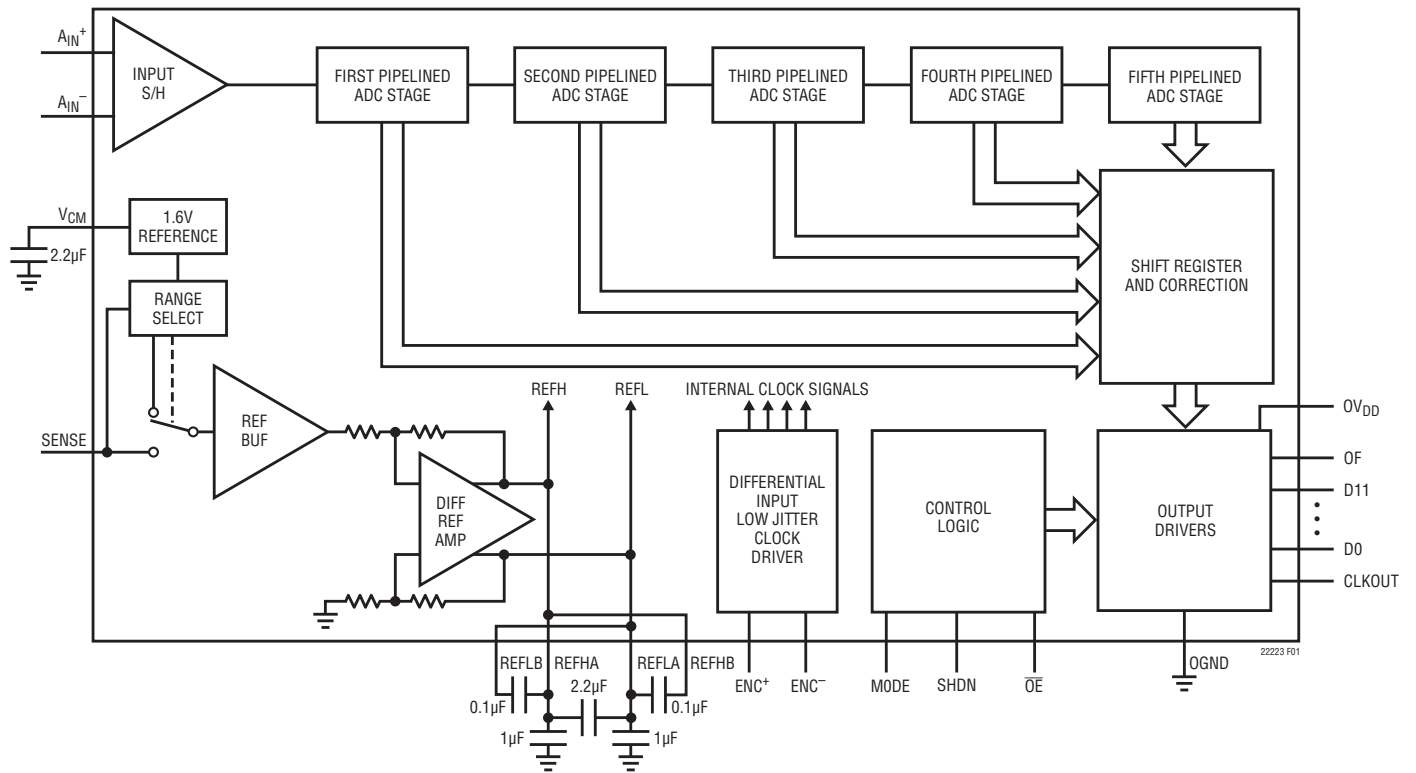 AIN+
AIN−
INPUT
S/H
FIRST PIPELINED
ADC STAGE
SECOND PIPELINED
ADC STAGE
THIRD PIPELINED
ADC STAGE
FOURTH PIPELINED
ADC STAGE
FIFTH PIPELINED
ADC STAGE
VCM
2.2µF
1.6V
REFERENCE
RANGE
SELECT
SHIFT REGISTER
AND CORRECTION
SENSE
REF
BUF
DIFF
REF
AMP
REFH
REFL
INTERNAL CLOCK SIGNALS
DIFFERENTIAL
INPUT
LOW JITTER
CLOCK
DRIVER
CONTROL
LOGIC
OUTPUT
DRIVERS
OVDD
OF
D11
D0
CLKOUT
REFLB
REFHA
REFLA
REFHB
0.1µF
2.2µF
0.1µF
1µF
1µF
ENC+
ENC−
M0DE
SHDN
O̅E̅
OGND
22223 F01